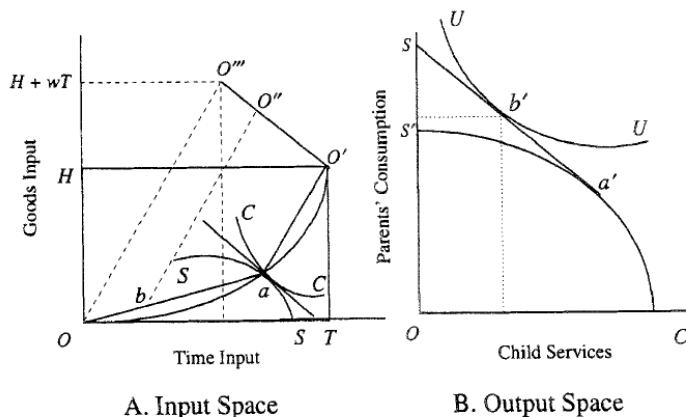 H + wT
O'''
O''
O'
H
Goods Input
C
S
b
a
C
O
S
T
Time Input
A. Input Space
U
S
b'
S'
U
a'
Parents' Consumption
O
C
Child Services
B. Output Space